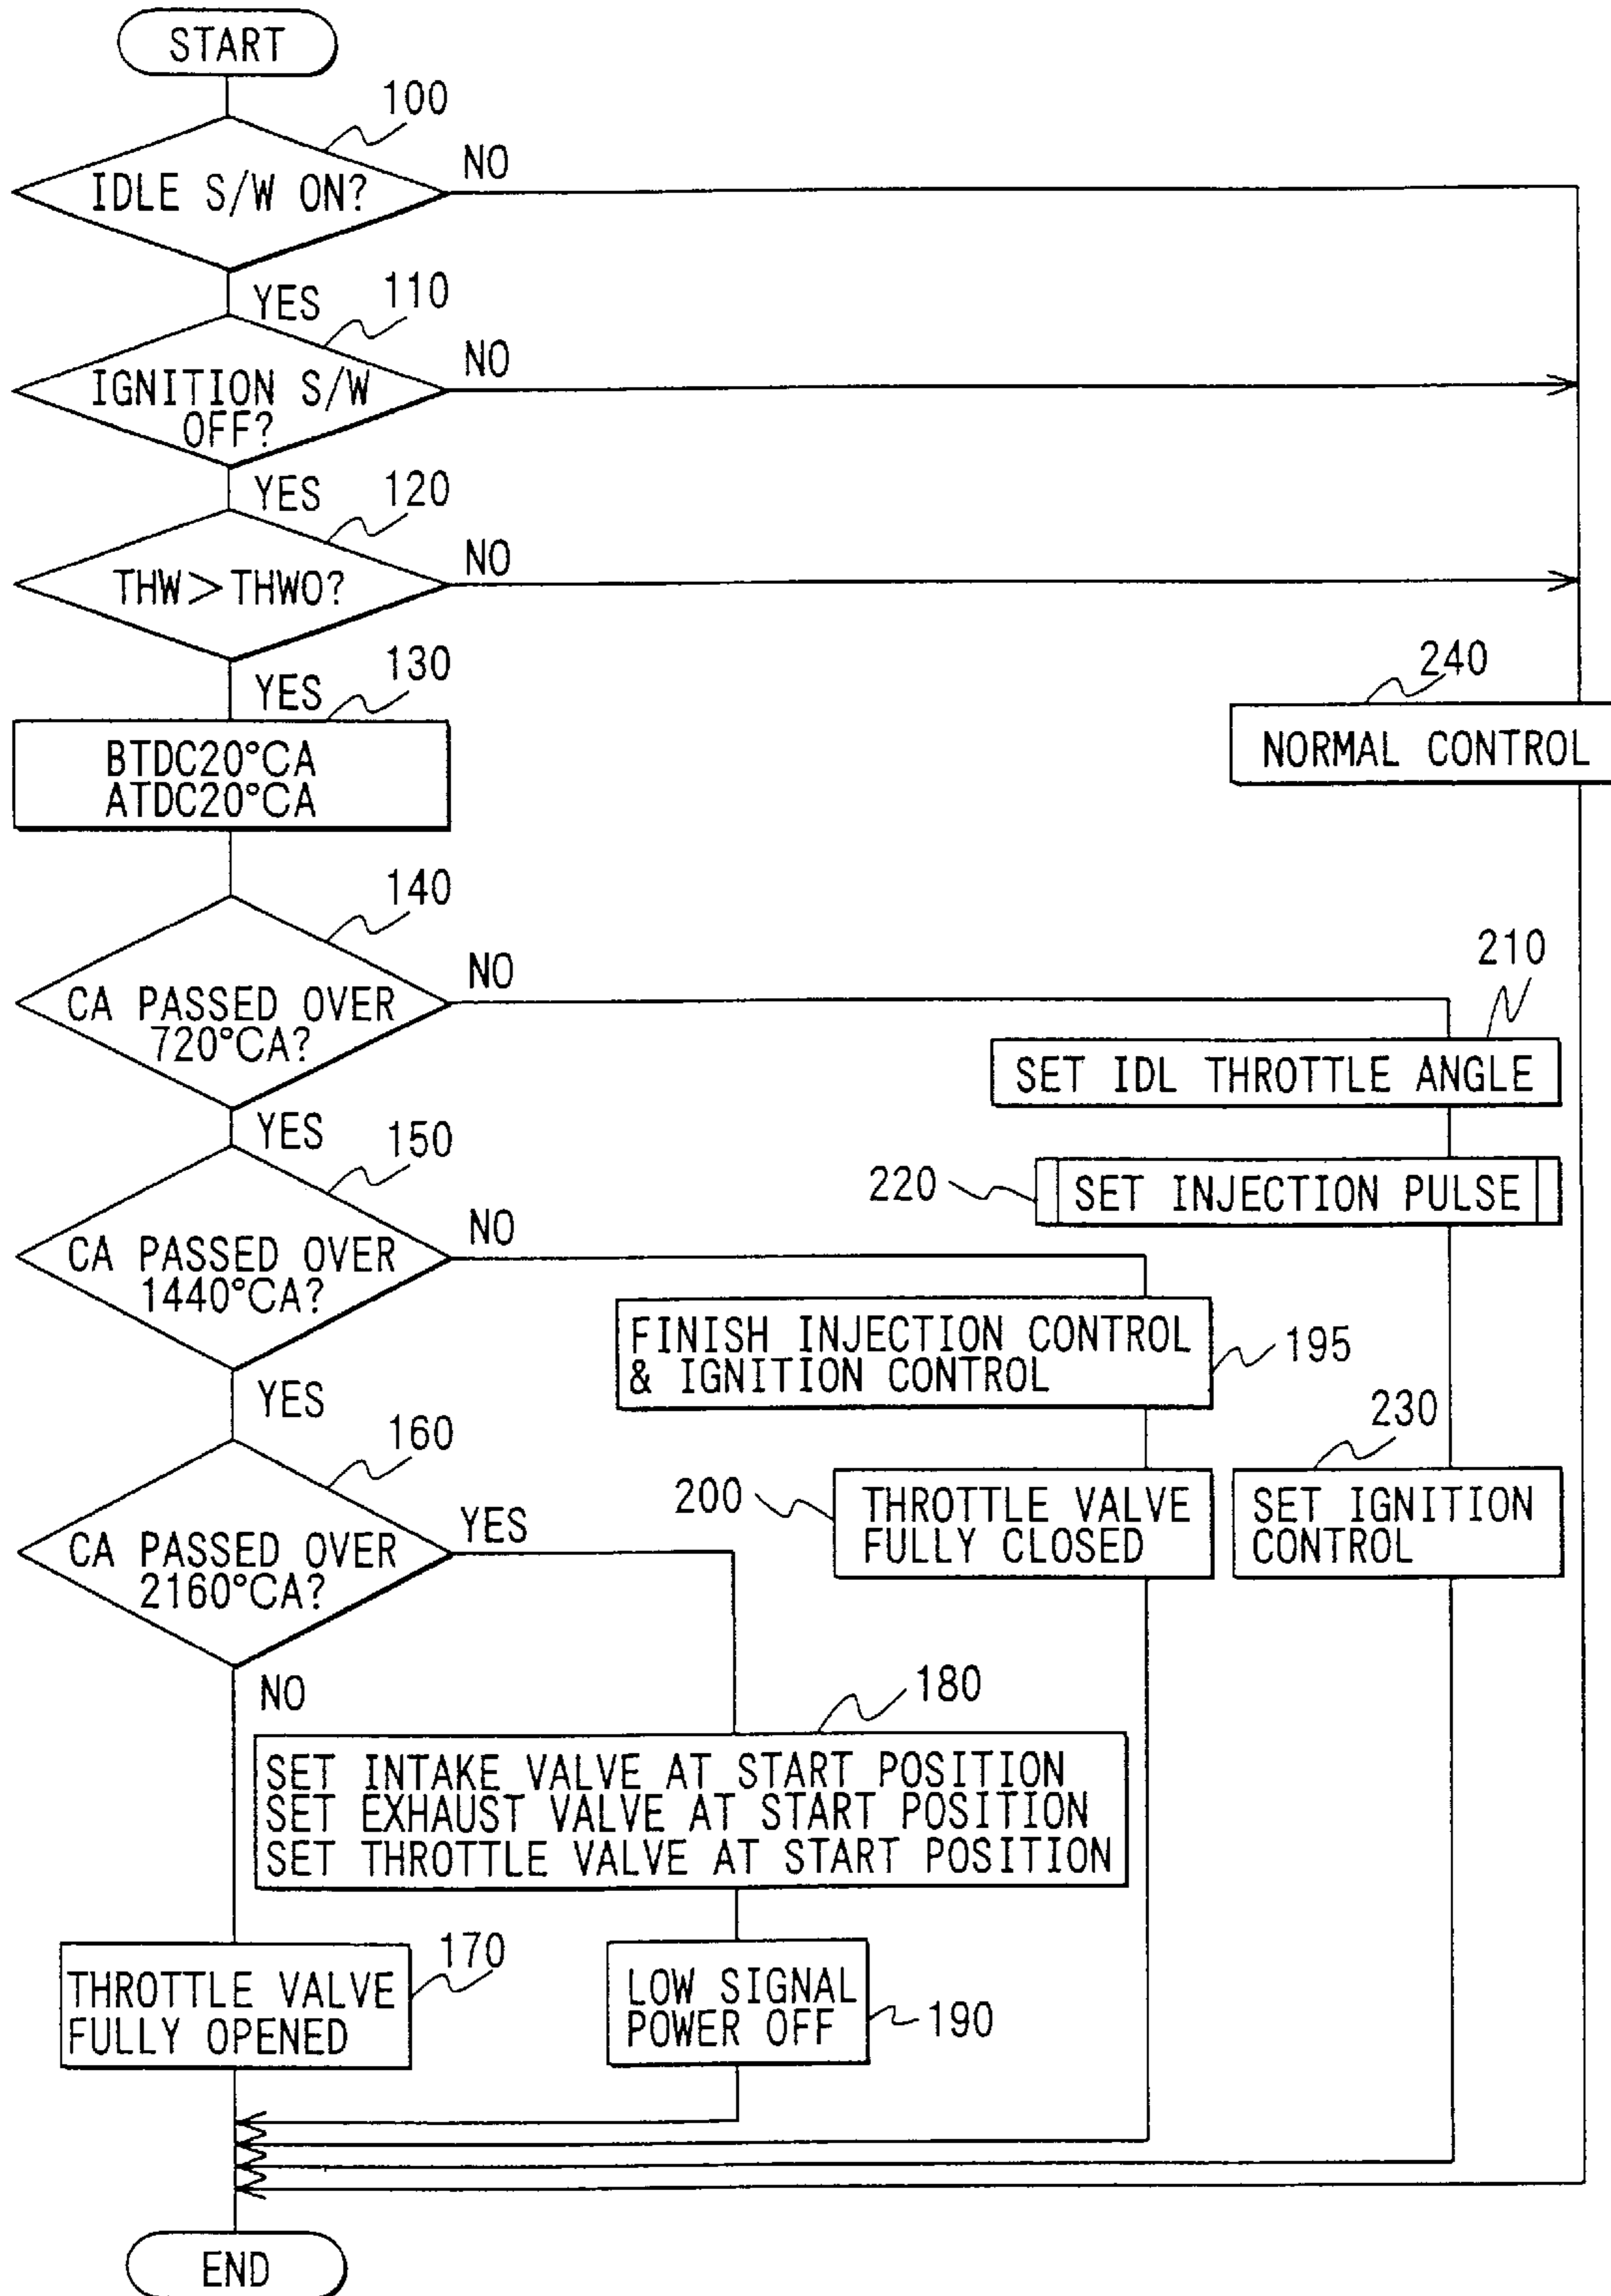 START
100
IDLE S/W ON?
NO
YES
110
IGNITION S/W
OFF?
NO
YES
120
THW>THWO?
NO
YES
130
BTDC20°CA
ATDC20°CA
240
NORMAL CONTROL
140
CA PASSED OVER
720°CA?
NO
YES
210
SET IDL THROTTLE ANGLE
220
SET INJECTION PULSE
150
CA PASSED OVER
1440°CA?
NO
YES
FINISH INJECTION CONTROL
& IGNITION CONTROL
195
230
SET IGNITION
CONTROL
200
THROTTLE VALVE
FULLY CLOSED
160
CA PASSED OVER
2160°CA?
YES
NO
180
SET INTAKE VALVE AT START POSITION
SET EXHAUST VALVE AT START POSITION
SET THROTTLE VALVE AT START POSITION
170
THROTTLE VALVE
FULLY OPENED
LOW SIGNAL
POWER OFF
190
END